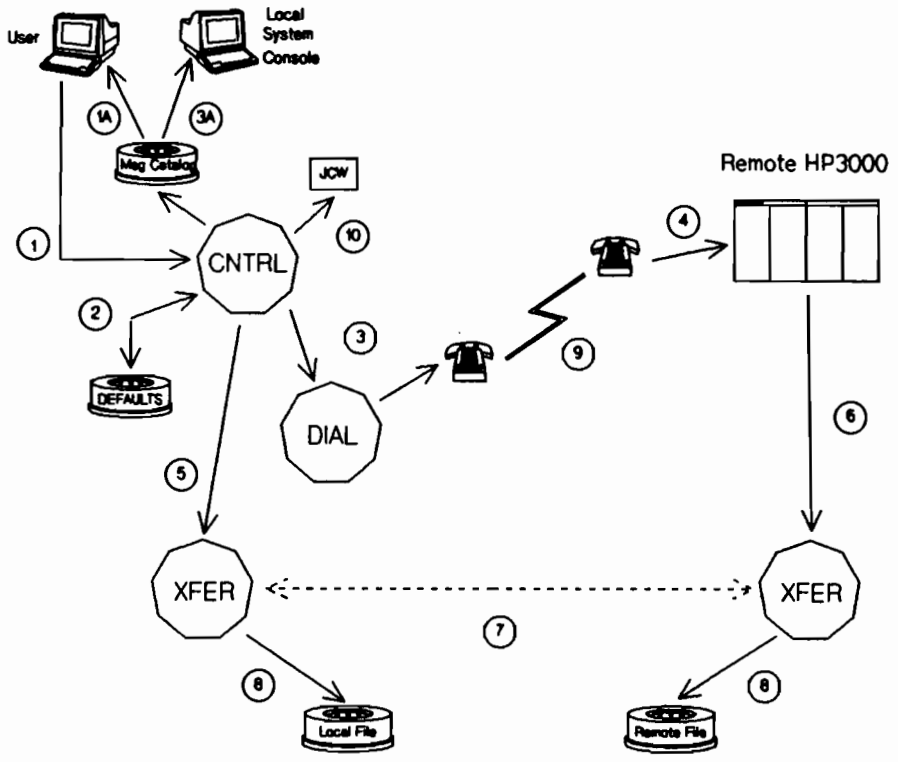 User
Local
System
Console
1A
3A
Msg Catalog
JCW
Remote HP3000
1
10
4
CNTRL
2
3
9
DEFAULTS
DIAL
6
5
XFER
XFER
7
8
8
Local File
Remote File